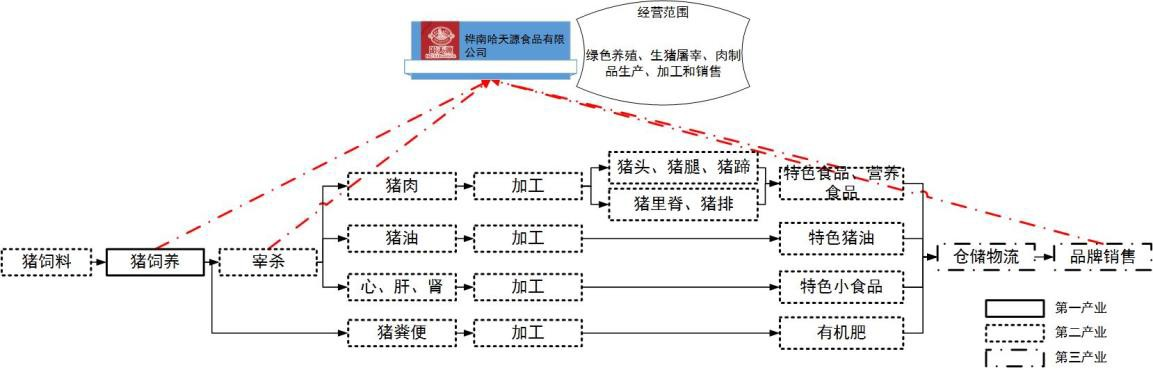 经营范围
桦南哈天源食品有限
公司
绿色养殖、生猪屠宰、肉制
品生产、加工和销售
猪头、猪腿、猪蹄
特色食品、营养
食品
猪肉
加工
猪里脊、猪排
猪油
加工
特色猪油
猪饲料
猪饲养
宰杀
仓储物流
品牌销售
心、肝、肾
加工
特色小食品
猪粪便
加工
有机肥
第一产业
第二产业
第三产业